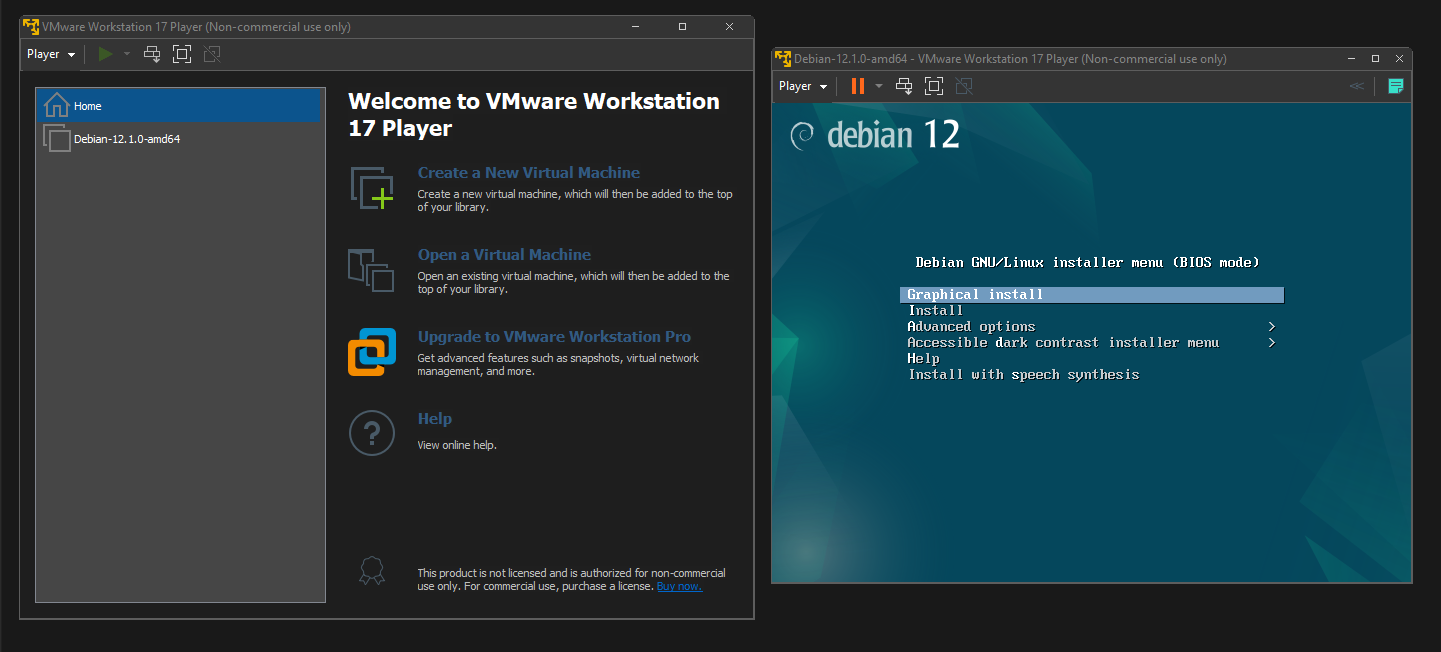 VMware Workstation 17 Player (Non-commercial use only)
Player
Home
Debian-12.1.0-amd64
Welcome to VMware Workstation
17 Player
Create a New Virtual Machine
Create a new virtual machine, which will then be added to the top
of your library.
Open a Virtual Machine
Open an existing virtual machine, which will then be added to the
top of your library.
Upgrade to VMware Workstation Pro
Get advanced features such as snapshots, virtual network
management, and more.
?
Help
View online help.
This product is not licensed and is authorized for non-commercial
use only. For commercial use, purchase a license. Buy now.
Debian-12.1.0-amd64 - VMware Workstation 17 Player (Non-commercial use only)
Player
debian 12
Debian GNU/Linux installer menu (BIOS mode)
Graphical install
Install
Advanced options >
Accessible dark contrast installer menu >
Help
Install with speech synthesis